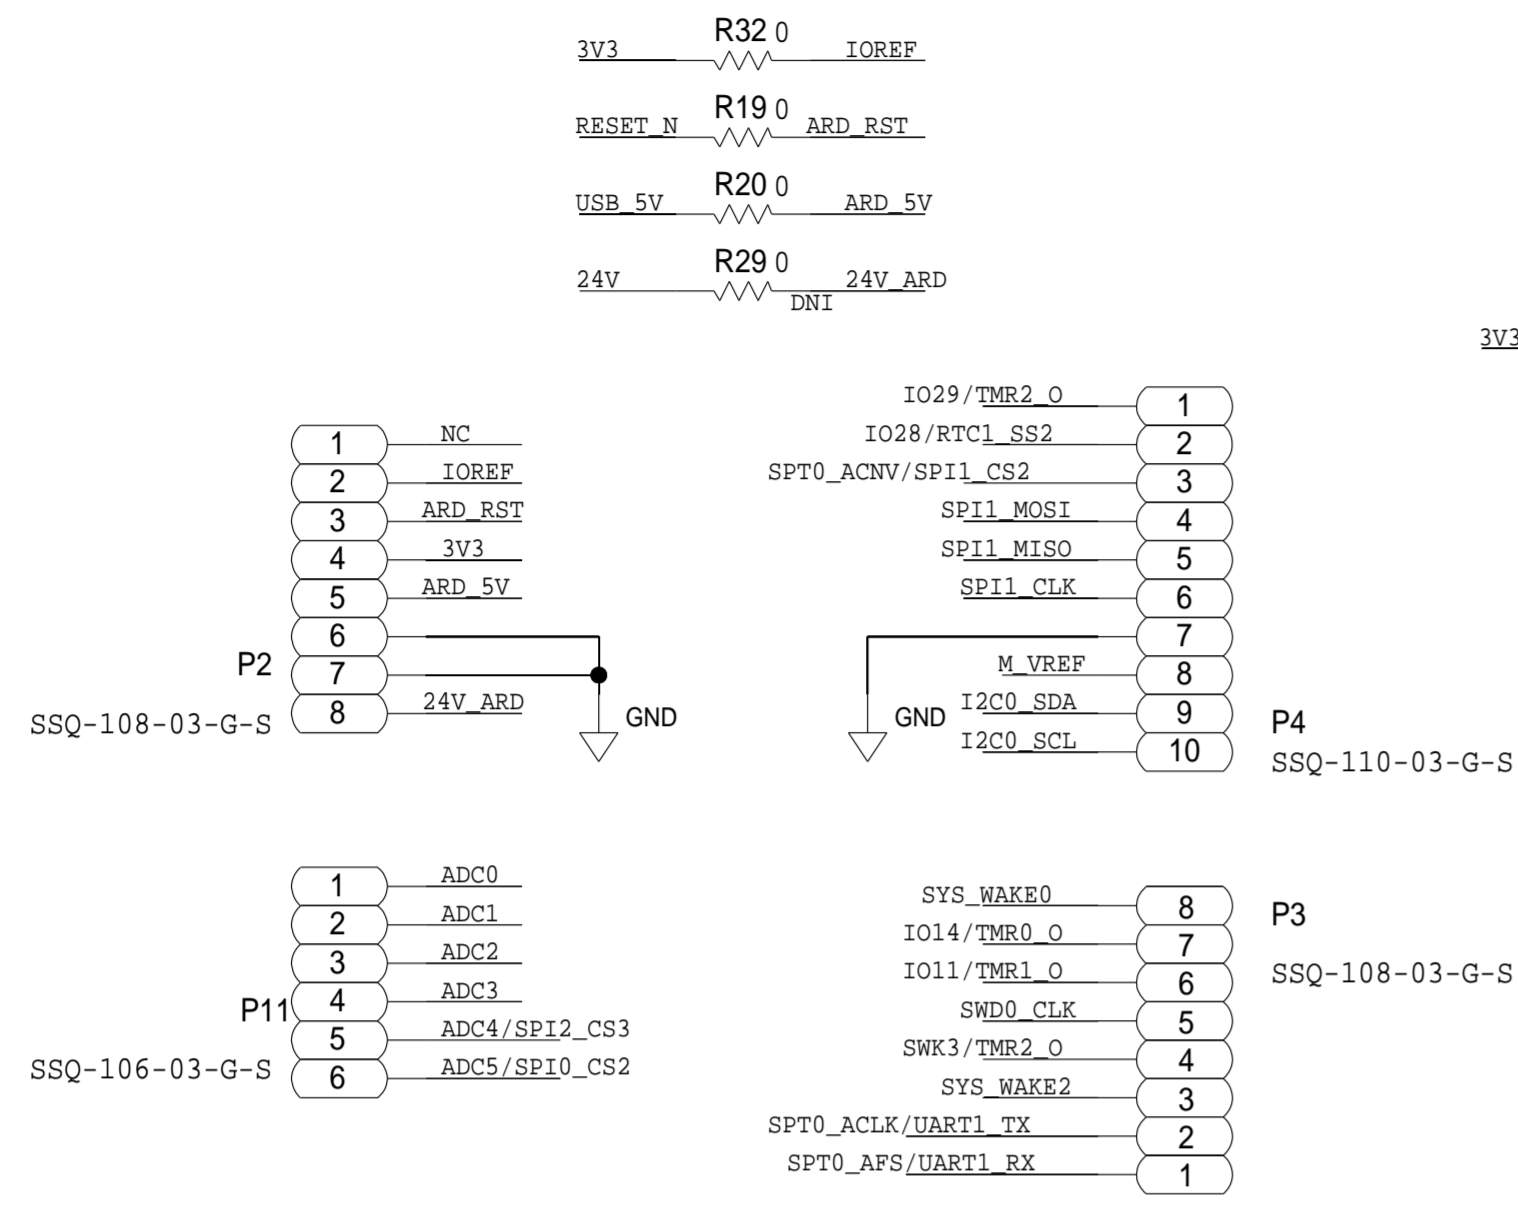 R32 0
3V3 IOREF
R19 0
RESET_N ARD_RST
R20 0
USB_5V ARD_5V
R29 0
24V 24V_ARD
DNI
3V3
1 NC
2 IOREF
3 ARD_RST
4 3V3
5 ARD_5V
6
7
8 24V_ARD
P2
SSQ-108-03-G-S
GND
IO29/TMR2_O 1
IO28/RTC1_SS2 2
SPT0_ACNV/SPI1_CS2 3
SPI1_MOSI 4
SPI1_MISO 5
SPI1_CLK 6
7
M_VREF 8
I2C0_SDA 9
I2C0_SCL 10
GND
P4
SSQ-110-03-G-S
1 ADC0
2 ADC1
3 ADC2
4 ADC3
5 ADC4/SPI2_CS3
6 ADC5/SPI0_CS2
P11
SSQ-106-03-G-S
SYS_WAKE0 8
IO14/TMR0_O 7
IO11/TMR1_O 6
SWD0_CLK 5
SWK3/TMR2_O 4
SYS_WAKE2 3
SPT0_ACLK/UART1_TX 2
SPT0_AFS/UART1_RX 1
P3
SSQ-108-03-G-S